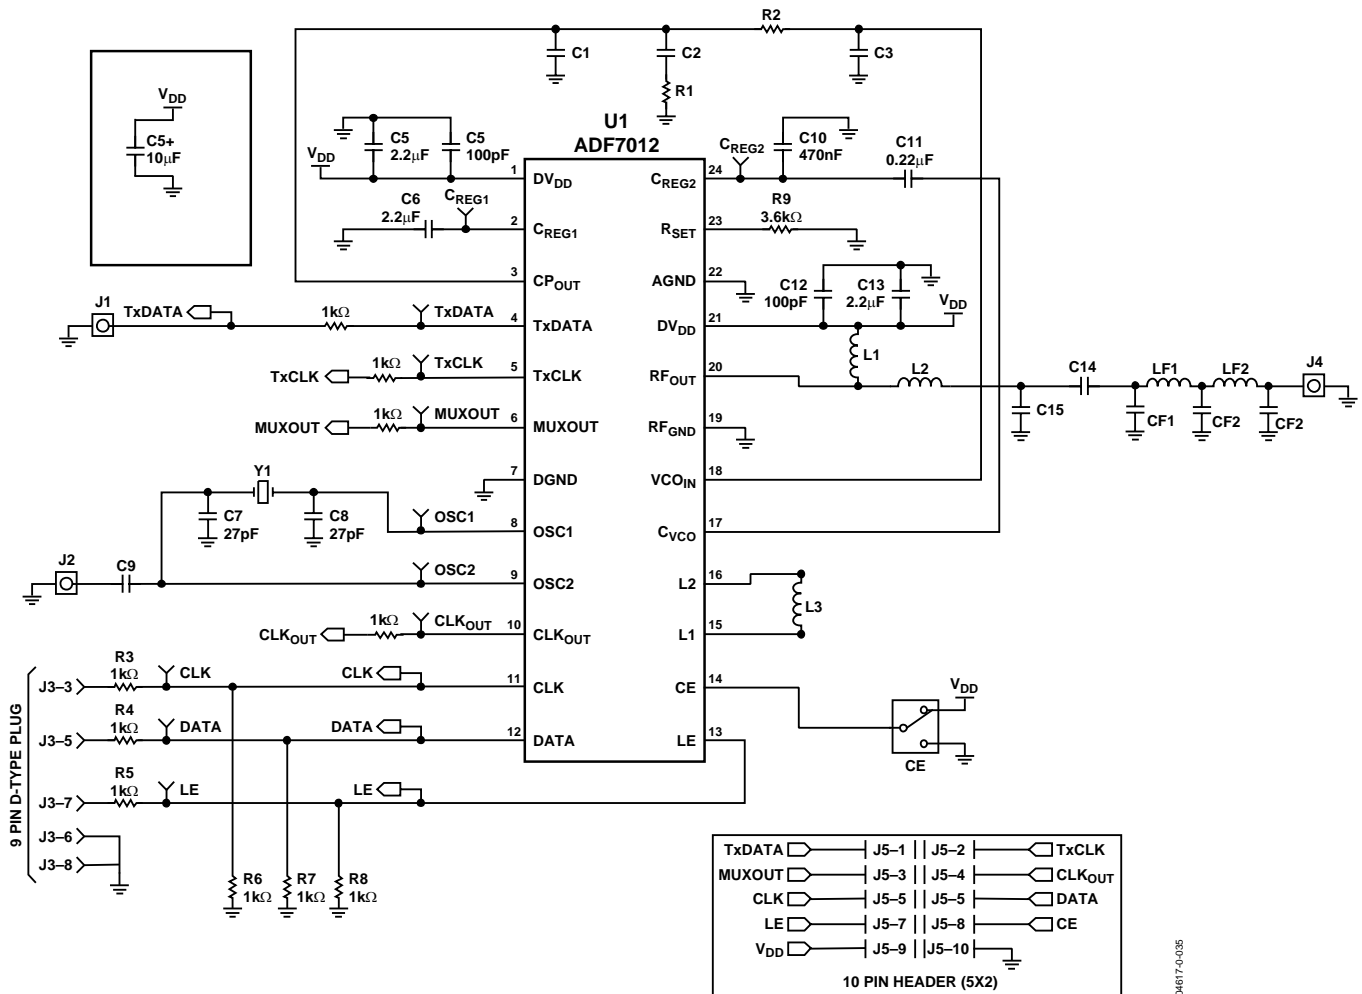 R2
C1
C2
C3
R1
VDD
C5+
10µF
U1
ADF7012
C5
2.2µF
C5
100pF
VDD
C6
2.2µF
CREG1
CREG2
C10
470nF
C11
0.22µF
R9
3.6kΩ
C12
100pF
C13
2.2µF
VDD
1 DVDD
2 CREG1
3 CPOUT
4 TxDATA
5 TxCLK
6 MUXOUT
7 DGND
8 OSC1
9 OSC2
10 CLKOUT
11 CLK
12 DATA
CREG2 24
RSET 23
AGND 22
DVDD 21
RFOUT 20
RFGND 19
VCOIN 18
CVCO 17
L2 16
L1 15
CE 14
LE 13
J1
TxDATA
1kΩ
TxDATA
TxCLK
1kΩ
TxCLK
MUXOUT
1kΩ
MUXOUT
Y1
C7
27pF
C8
27pF
OSC1
J2
C9
OSC2
CLKOUT
1kΩ
CLKOUT
L1
L2
C15
C14
LF1
LF2
CF1
CF2
CF2
J4
L3
VDD
CE
9 PIN D-TYPE PLUG
J3–3
R3
1kΩ
CLK
CLK
J3–5
R4
1kΩ
DATA
DATA
J3–7
R5
1kΩ
LE
LE
J3–6
J3–8
R6
1kΩ
R7
1kΩ
R8
1kΩ
TxDATA J5–1 J5–2 TxCLK
MUXOUT J5–3 J5–4 CLKOUT
CLK J5–5 J5–5 DATA
LE J5–7 J5–8 CE
VDD J5–9 J5–10
10 PIN HEADER (5X2)
04617-0-035